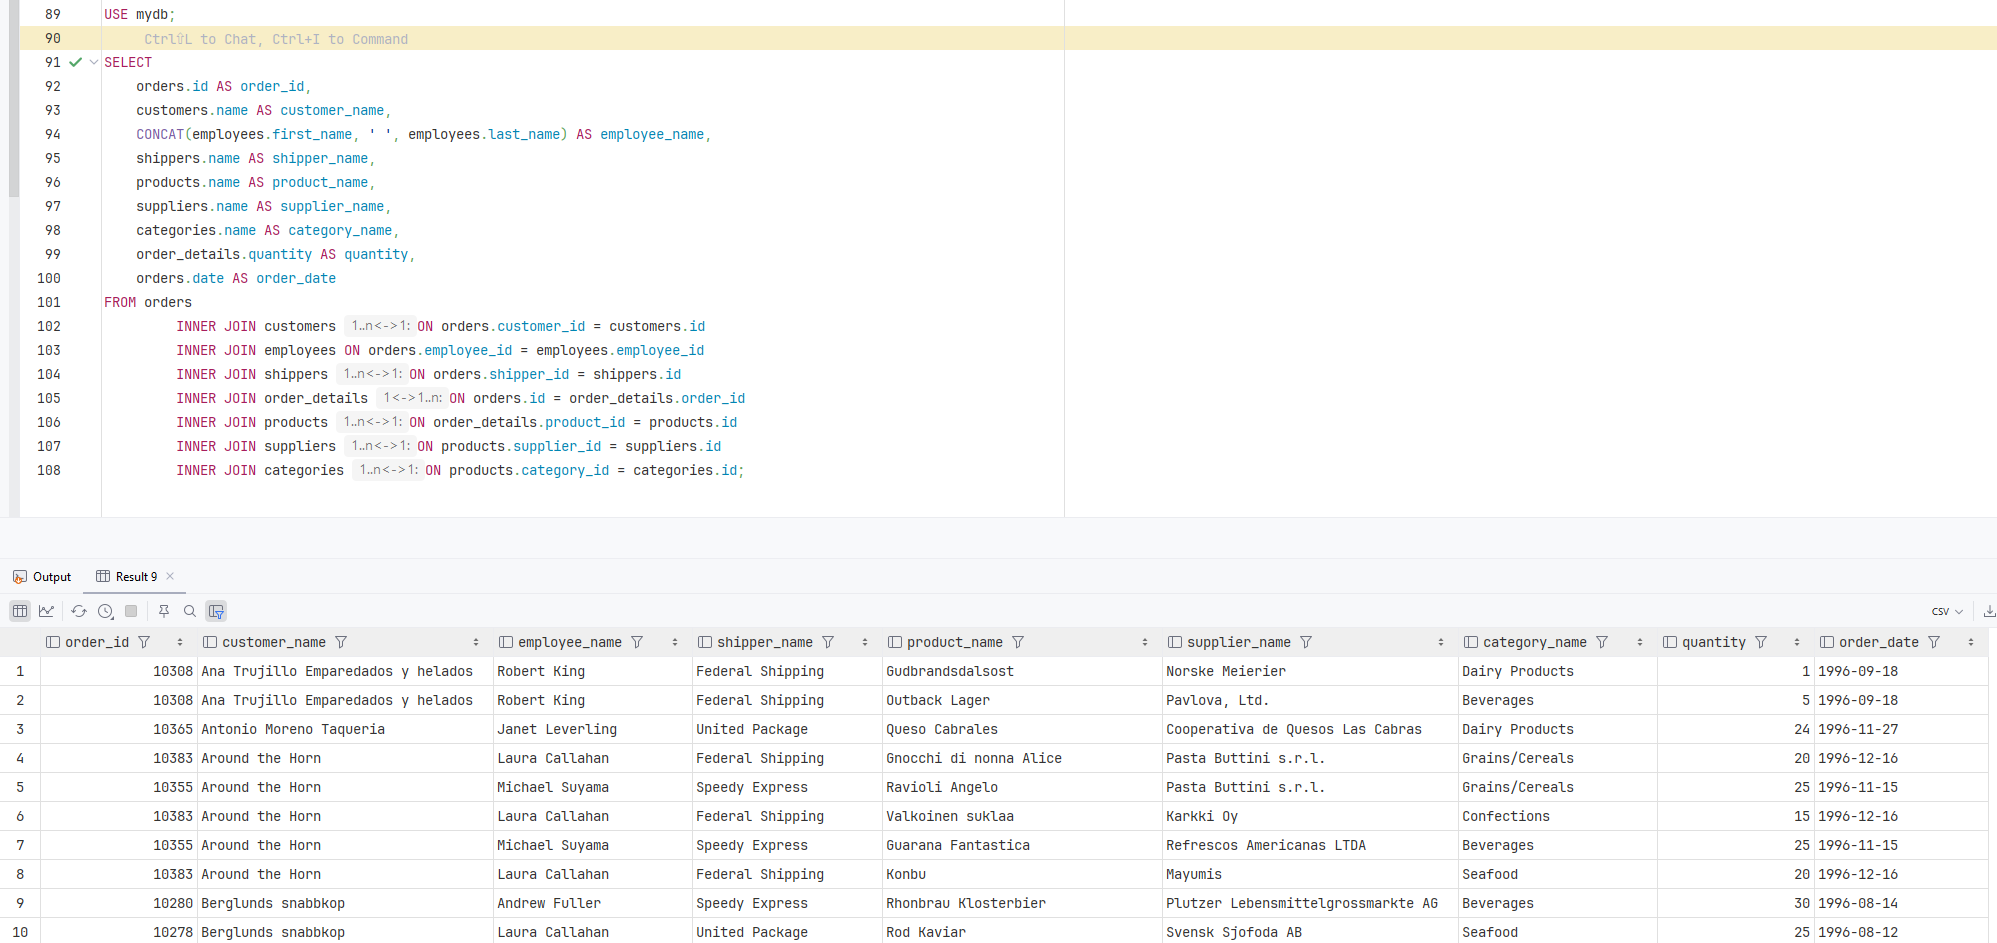 89 USE mydb;
90 Ctrl⇧L to Chat, Ctrl+I to Command
91 SELECT
92 orders.id AS order_id,
93 customers.name AS customer_name,
94 CONCAT(employees.first_name, ' ', employees.last_name) AS employee_name,
95 shippers.name AS shipper_name,
96 products.name AS product_name,
97 suppliers.name AS supplier_name,
98 categories.name AS category_name,
99 order_details.quantity AS quantity,
100 orders.date AS order_date
101 FROM orders
102 INNER JOIN customers 1..n<->1: ON orders.customer_id = customers.id
103 INNER JOIN employees ON orders.employee_id = employees.employee_id
104 INNER JOIN shippers 1..n<->1: ON orders.shipper_id = shippers.id
105 INNER JOIN order_details 1<->1..n: ON orders.id = order_details.order_id
106 INNER JOIN products 1..n<->1: ON order_details.product_id = products.id
107 INNER JOIN suppliers 1..n<->1: ON products.supplier_id = suppliers.id
108 INNER JOIN categories 1..n<->1: ON products.category_id = categories.id;
Output Result 9
CSV
order_id customer_name employee_name shipper_name product_name supplier_name category_name quantity order_date
1 10308 Ana Trujillo Emparedados y helados Robert King Federal Shipping Gudbrandsdalsost Norske Meierier Dairy Products 1 1996-09-18
2 10308 Ana Trujillo Emparedados y helados Robert King Federal Shipping Outback Lager Pavlova, Ltd. Beverages 5 1996-09-18
3 10365 Antonio Moreno Taqueria Janet Leverling United Package Queso Cabrales Cooperativa de Quesos Las Cabras Dairy Products 24 1996-11-27
4 10383 Around the Horn Laura Callahan Federal Shipping Gnocchi di nonna Alice Pasta Buttini s.r.l. Grains/Cereals 20 1996-12-16
5 10355 Around the Horn Michael Suyama Speedy Express Ravioli Angelo Pasta Buttini s.r.l. Grains/Cereals 25 1996-11-15
6 10383 Around the Horn Laura Callahan Federal Shipping Valkoinen suklaa Karkki Oy Confections 15 1996-12-16
7 10355 Around the Horn Michael Suyama Speedy Express Guarana Fantastica Refrescos Americanas LTDA Beverages 25 1996-11-15
8 10383 Around the Horn Laura Callahan Federal Shipping Konbu Mayumis Seafood 20 1996-12-16
9 10280 Berglunds snabbkop Andrew Fuller Speedy Express Rhonbrau Klosterbier Plutzer Lebensmittelgrossmarkte AG Beverages 30 1996-08-14
10 10278 Berglunds snabbkop Laura Callahan United Package Rod Kaviar Svensk Sjofoda AB Seafood 25 1996-08-12